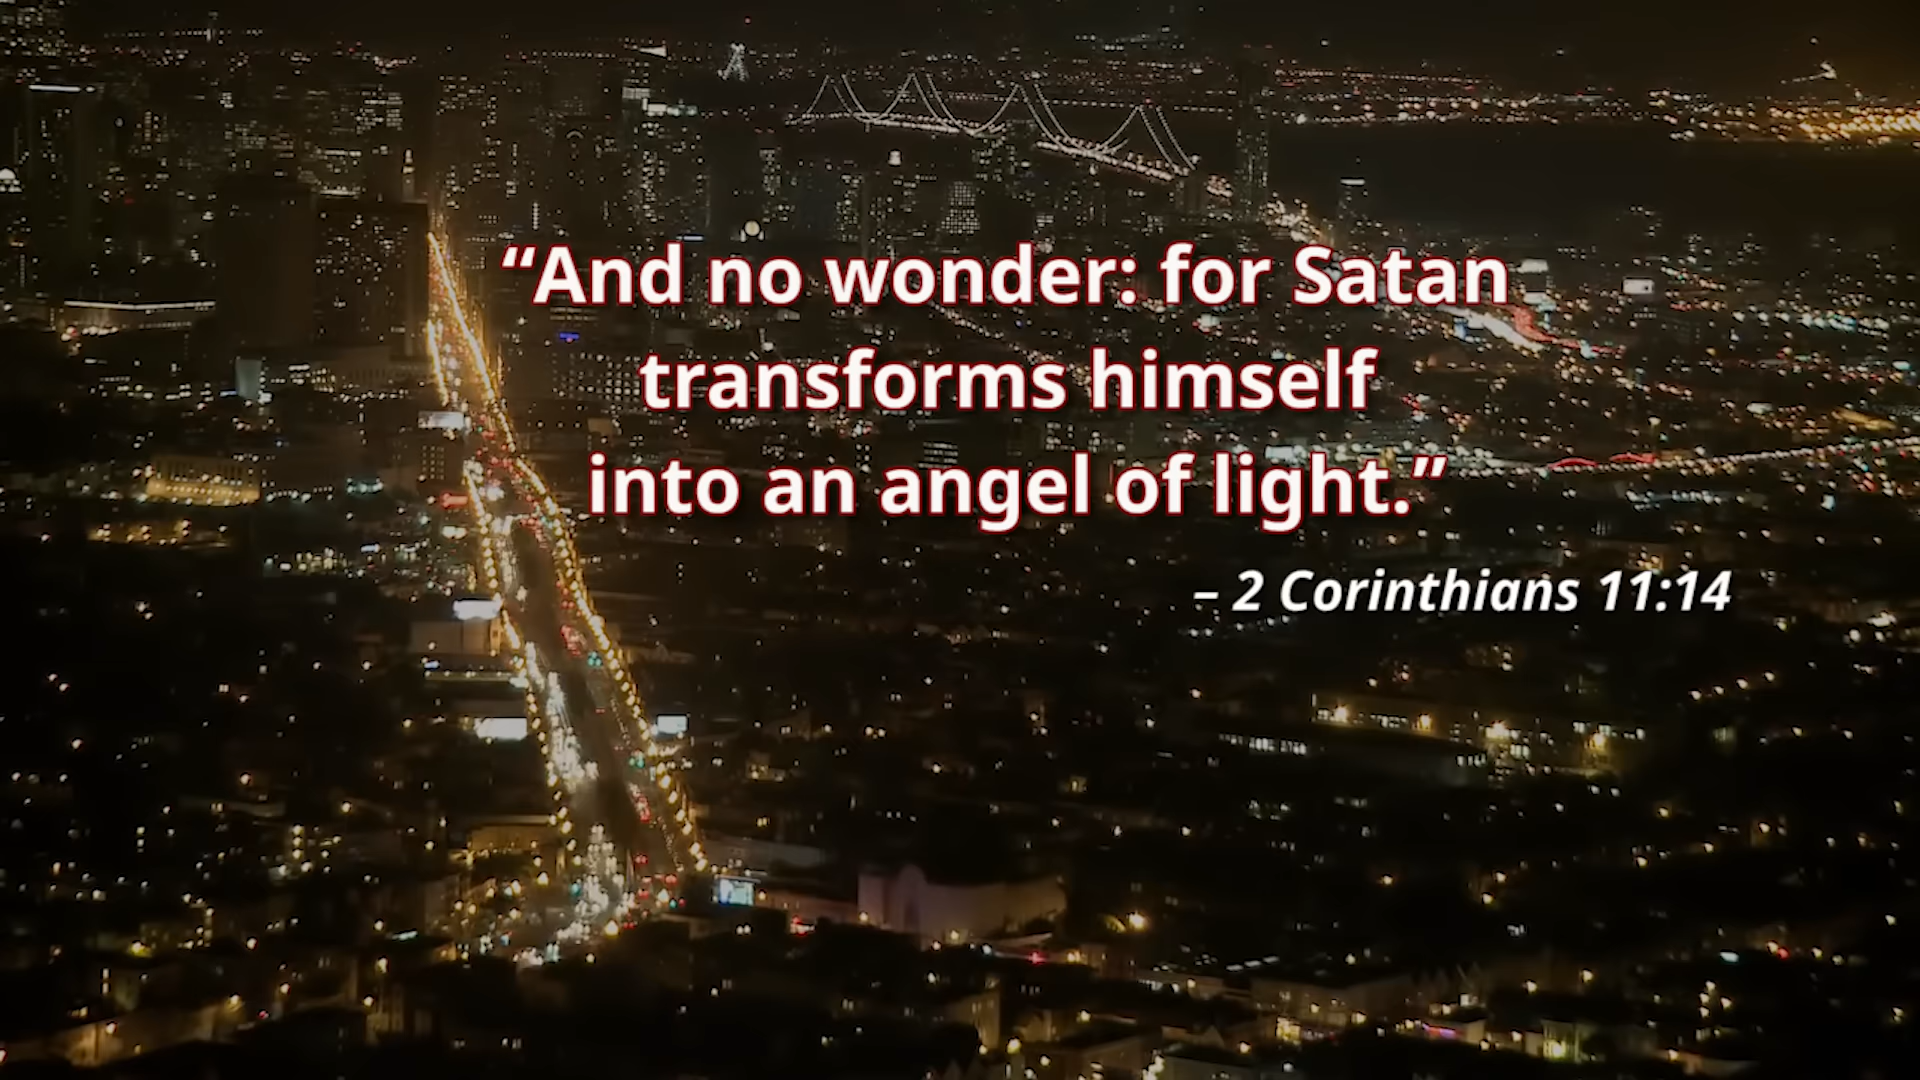 “And no wonder: for Satan
transforms himself
into an angel of light.”
– 2 Corinthians 11:14